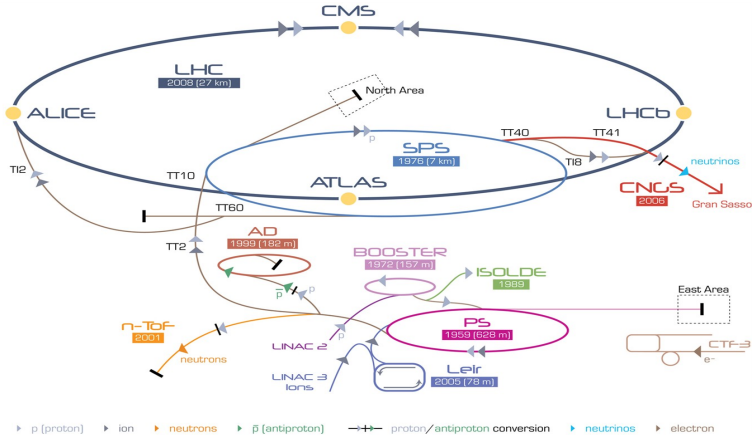 CMS
LHC
2008 (27 km)
North Area
ALICE
LHCb
TT40
TT41
SPS
1976 (7 km)
TI8
TI2
TT10
ATLAS
neutrinos
CNGS
2006
Gran Sasso
TT60
AD
1999 (182 m)
TT2
BOOSTER
1972 (157 m)
ISOLDE
1989
East Area
p
p̅
p
n-ToF
2001
LINAC 2
p
PS
1959 (628 m)
neutrons
CTF-3
e-
LINAC 3
Ions
Leir
2005 (78 m)
p (proton)
ion
neutrons
p̅ (antiproton)
proton/antiproton conversion
neutrinos
electron